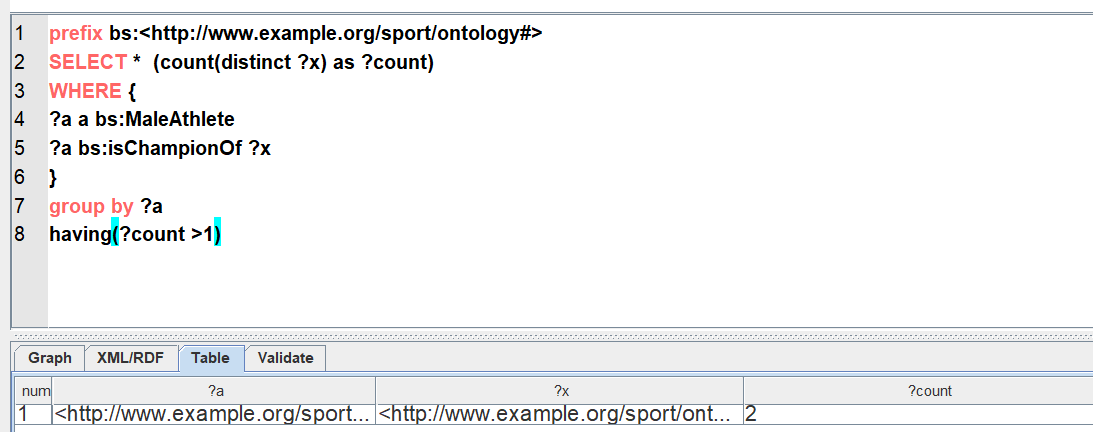 1 prefix bs:<http://www.example.org/sport/ontology#>
2 SELECT * (count(distinct ?x) as ?count)
3 WHERE {
4 ?a a bs:MaleAthlete
5 ?a bs:isChampionOf ?x
6 }
7 group by ?a
8 having(?count >1)
Graph XML/RDF Table Validate
num ?a ?x ?count
1 <http://www.example.org/sport... <http://www.example.org/sport/ont... 2